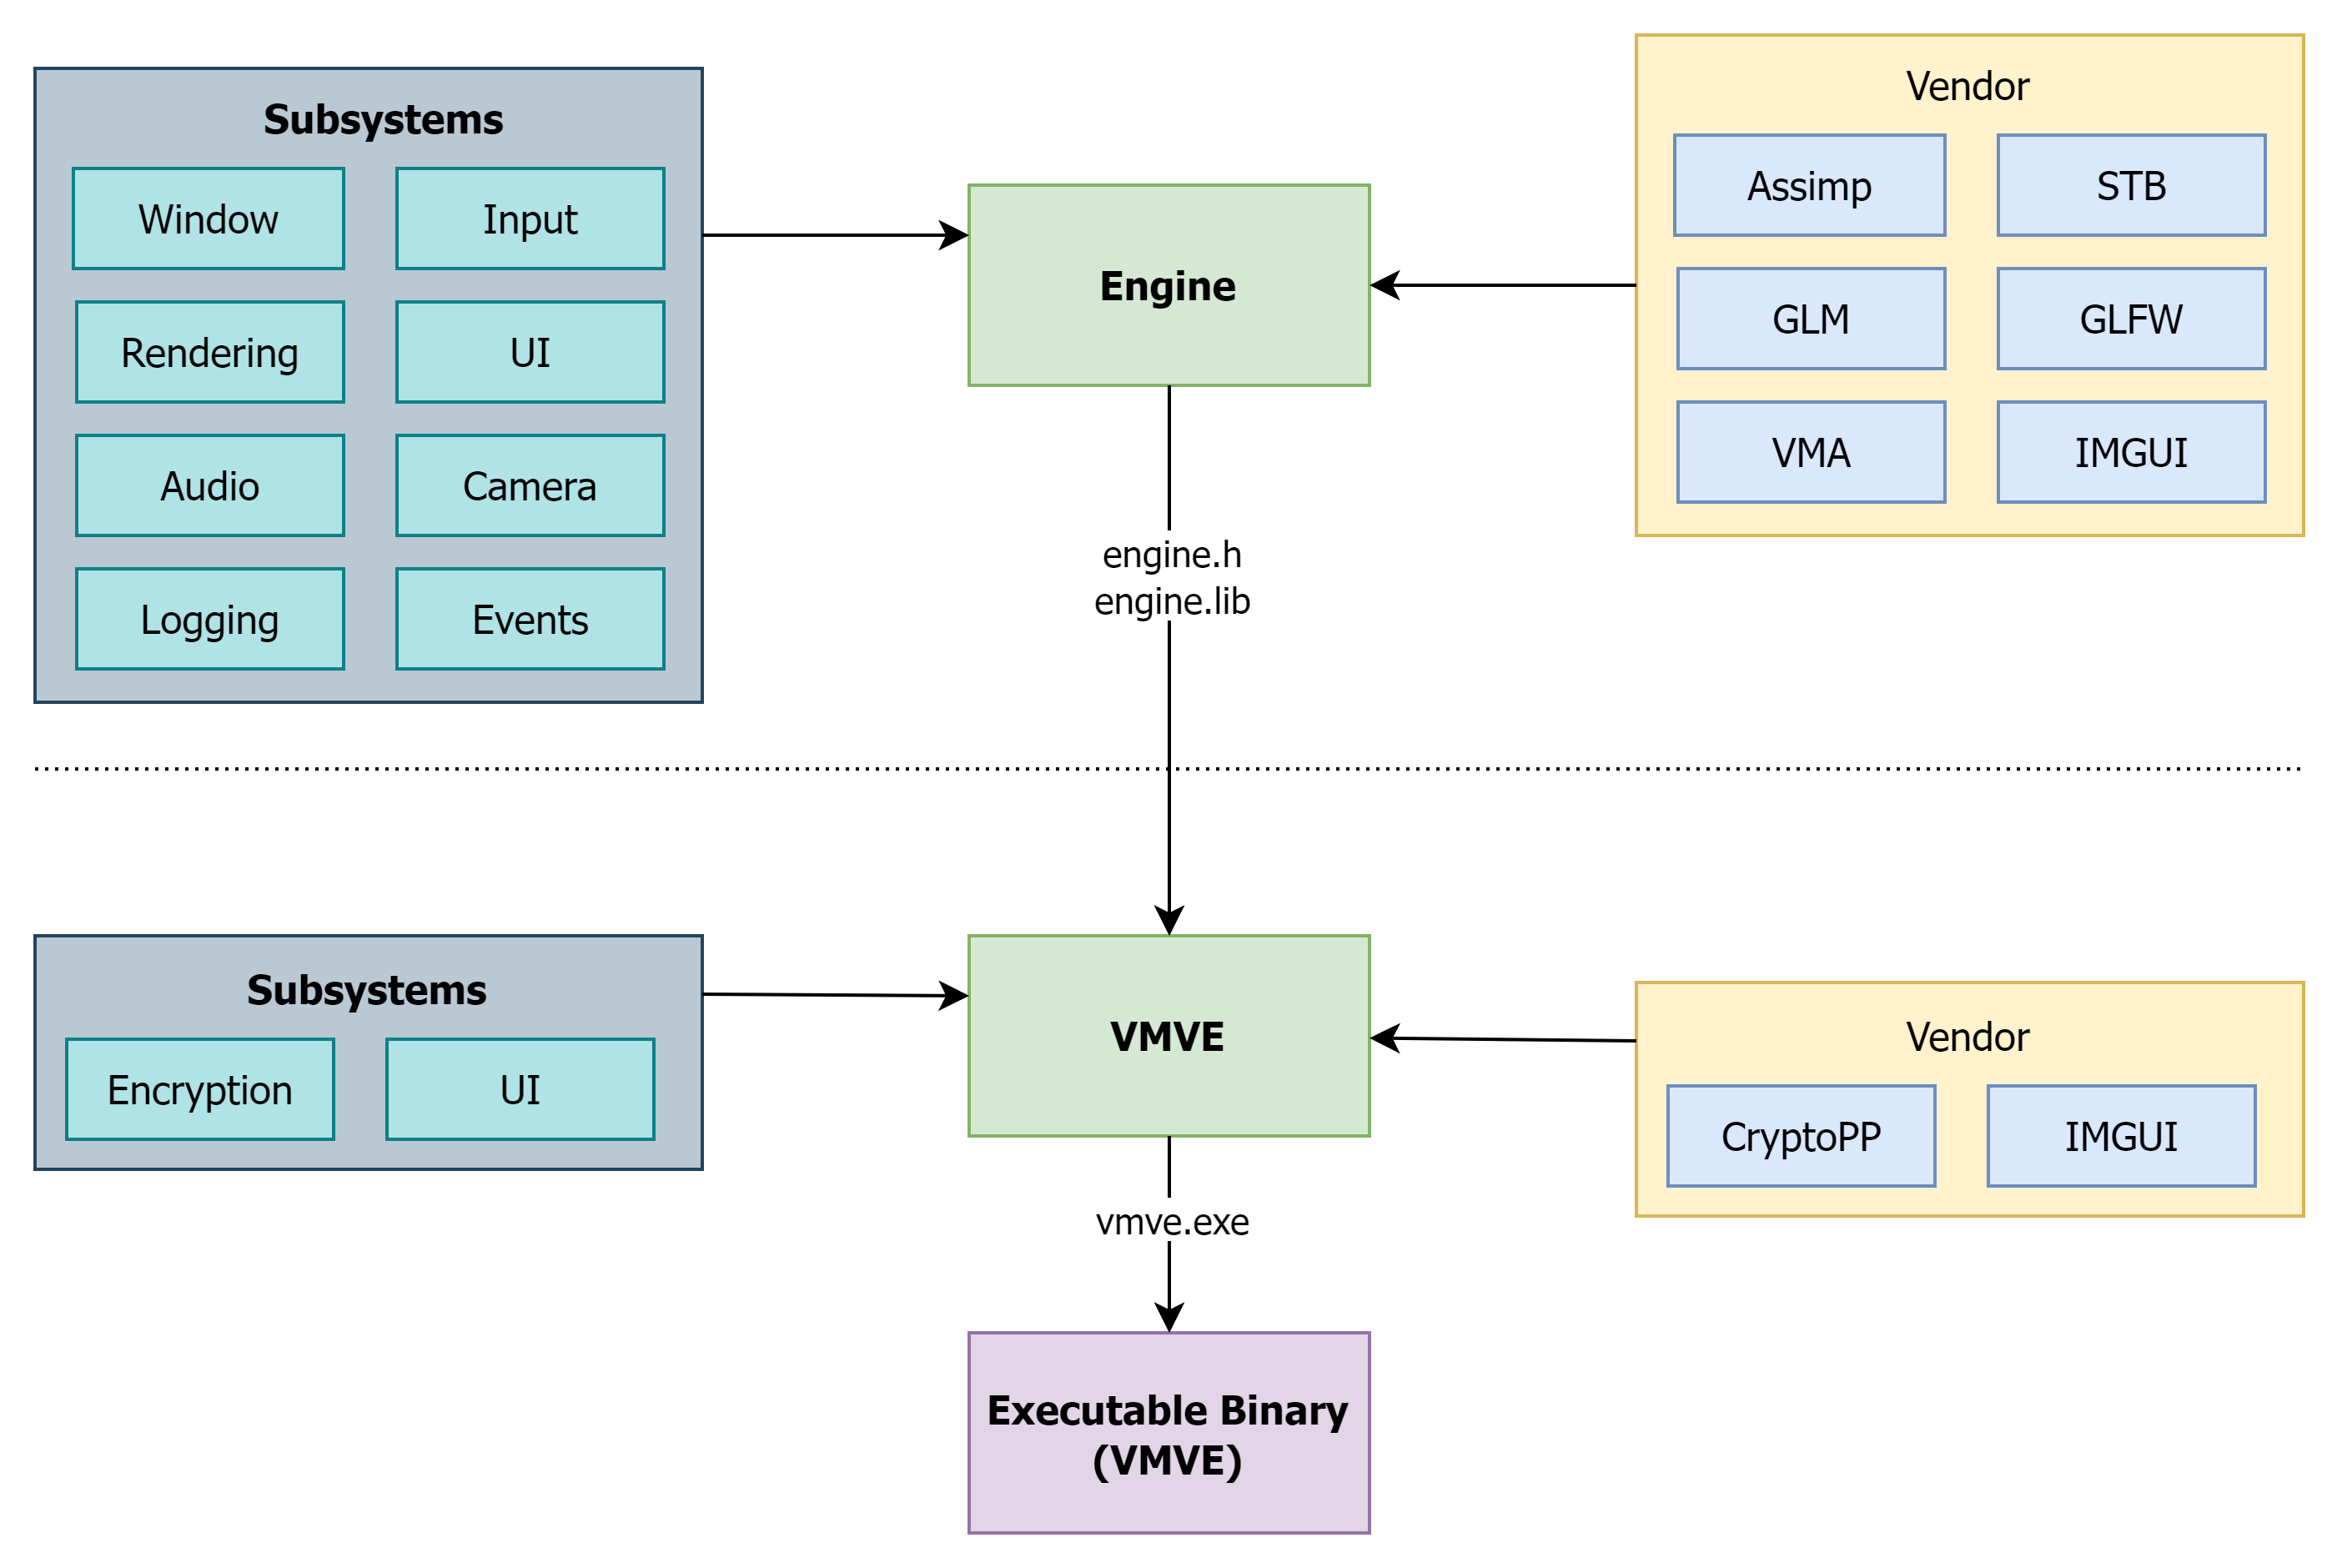 Subsystems
Window
Input
Rendering
UI
Audio
Camera
Logging
Events
Engine
Vendor
Assimp
STB
GLM
GLFW
VMA
IMGUI
engine.h
engine.lib
Subsystems
Encryption
UI
VMVE
Vendor
CryptoPP
IMGUI
vmve.exe
Executable Binary
(VMVE)